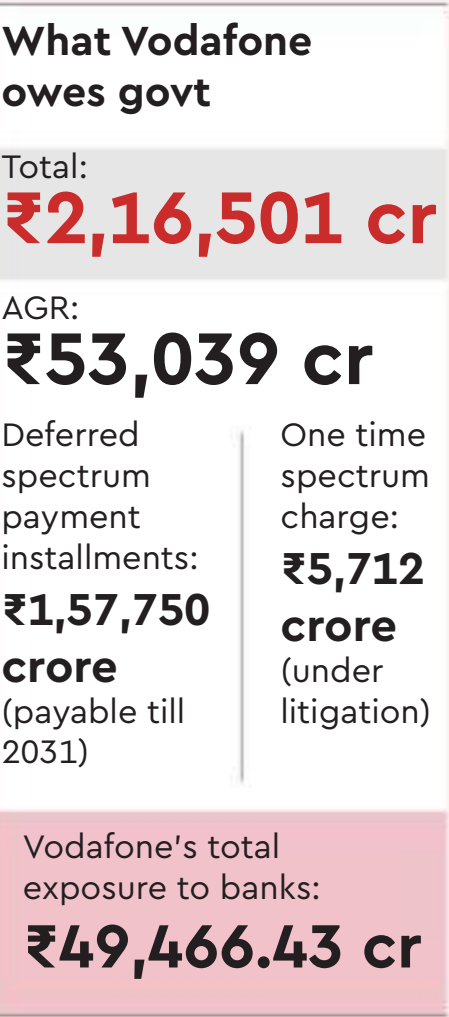 What Vodafone
owes govt
Total:
₹2,16,501 cr
AGR:
₹53,039 cr
Deferred
spectrum
payment
installments:
₹1,57,750
crore
(payable till
2031)
One time
spectrum
charge:
₹5,712
crore
(under
litigation)
Vodafone's total
exposure to banks:
₹49,466.43 cr